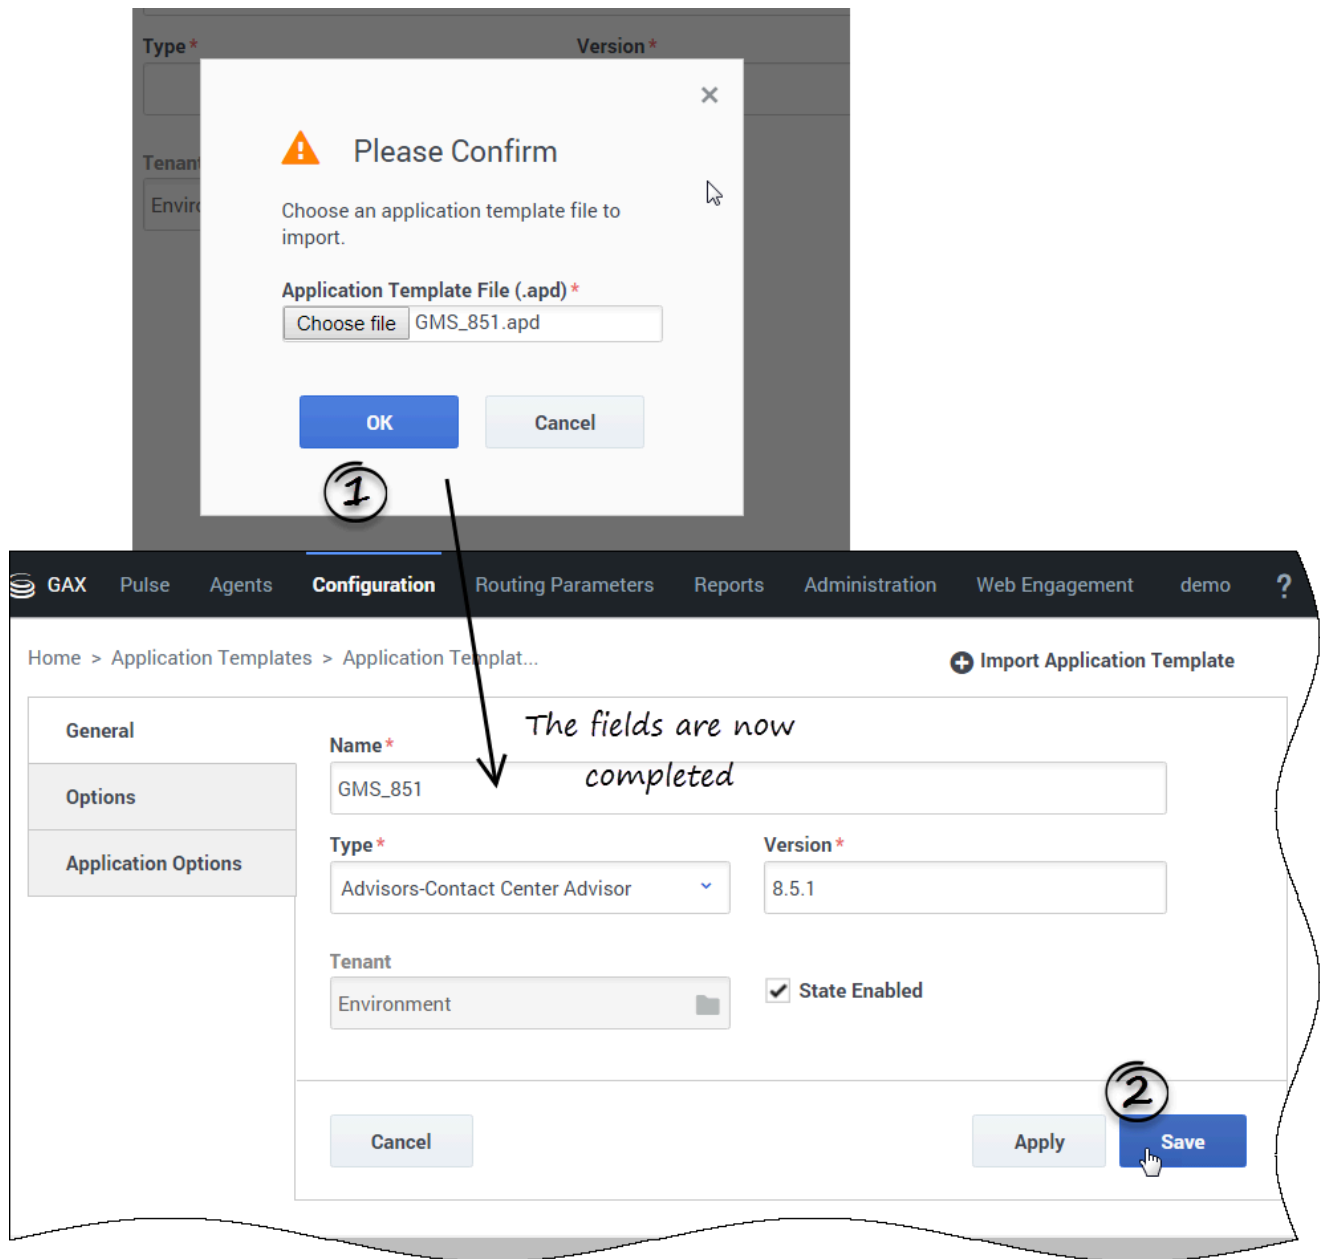 Type *
Version *
×
Please Confirm
Tenant
Enviro
Choose an application template file to
import.
Application Template File (.apd) *
Choose file GMS_851.apd
OK
Cancel
1
GAX Pulse Agents Configuration Routing Parameters Reports Administration Web Engagement demo ?
Home > Application Templates > Application Templat...
Import Application Template
General
Options
Application Options
The fields are now
completed
Name *
GMS_851
Type *
Version *
Advisors-Contact Center Advisor
8.5.1
Tenant
Environment
State Enabled
2
Cancel
Apply
Save